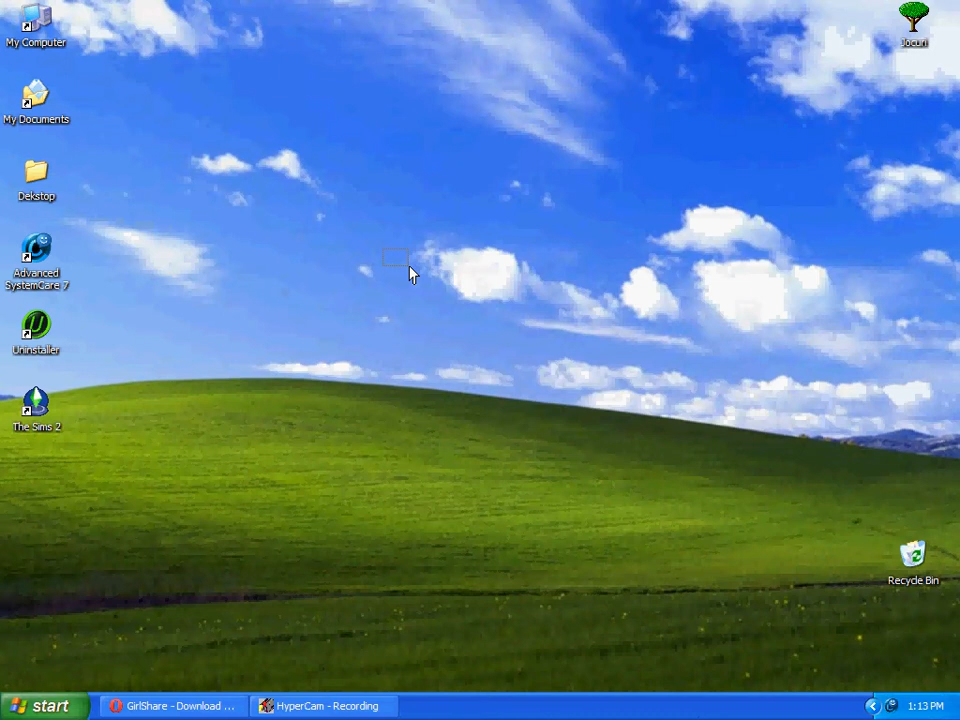 My Computer
Jocuri
My Documents
Dekstop
Advanced
SystemCare 7
Uninstaller
The Sims 2
Recycle Bin
start
GirlShare - Download ...
HyperCam - Recording
1:13 PM